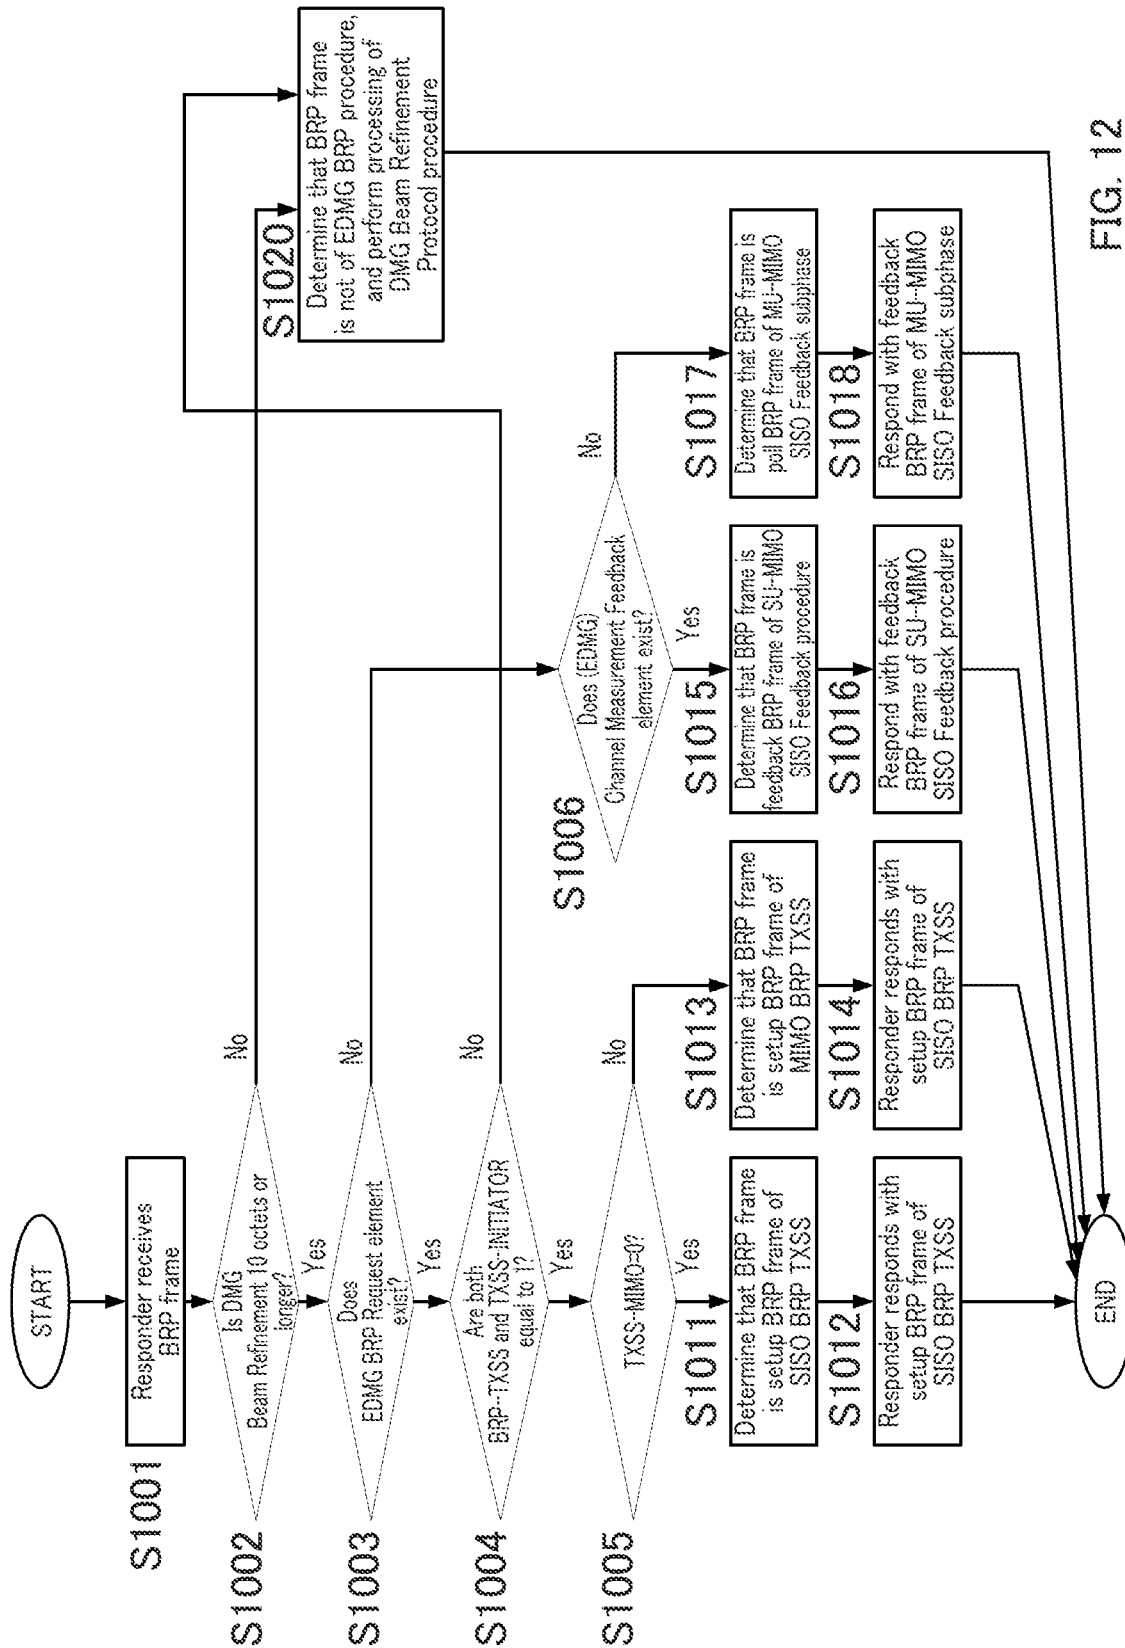 START
S1001
Responder receives
BRP frame
S1002
Is DMG
Beam Refinement 10 octets or
longer?
No
Yes
S1003
Does
EDMG BRP Request element
exist?
No
Yes
S1004
Are both
BRP-TXSS and TXSS-INITIATOR
equal to 1?
No
Yes
S1005
TXSS-MIMO=0?
No
Yes
S1006
Does (EDMG)
Channel Measurement Feedback
element exist?
No
Yes
S1011
Determine that BRP frame
is setup BRP frame of
SISO BRP TXSS
S1012
Responder responds with
setup BRP frame of
SISO BRP TXSS
S1013
Determine that BRP frame
is setup BRP frame of
MIMO BRP TXSS
S1014
Responder responds with
setup BRP frame of
SISO BRP TXSS
S1015
Determine that BRP frame is
feedback BRP frame of SU-MIMO
SISO Feedback procedure
S1016
Respond with feedback
BRP frame of SU-MIMO
SISO Feedback procedure
S1017
Determine that BRP frame is
poll BRP frame of MU-MIMO
SISO Feedback subphase
S1018
Respond with feedback
BRP frame of MU-MIMO
SISO Feedback subphase
S1020
Determine that BRP frame
is not of EDMG BRP procedure,
and perform processing of
DMG Beam Refinement
Protocol procedure
END
FIG. 12